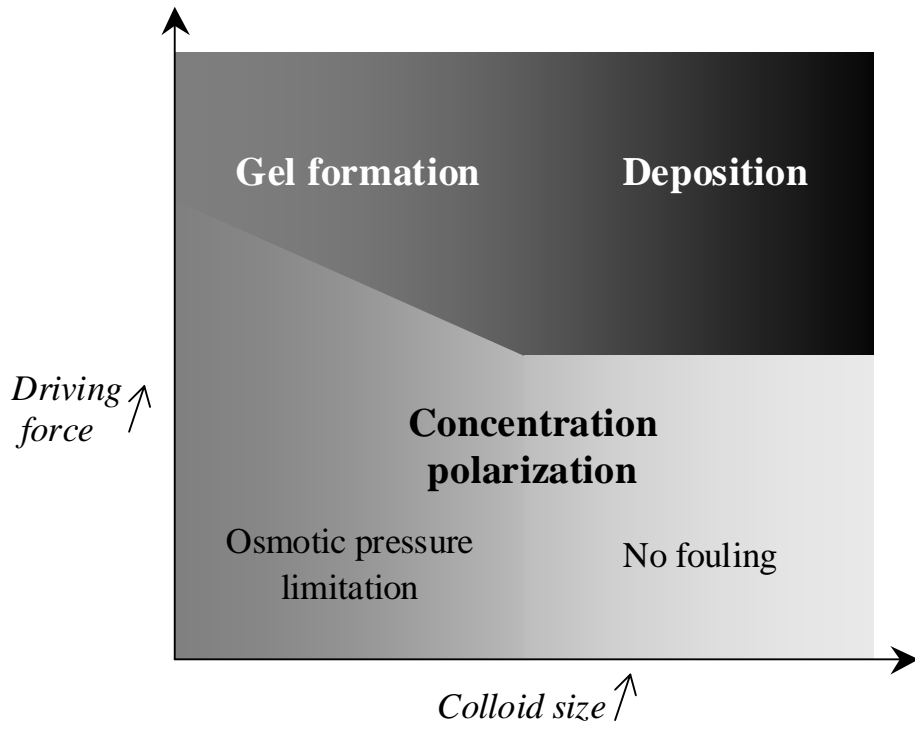 Gel formation
Deposition
Driving
force
Concentration
polarization
Osmotic pressure
limitation
No fouling
Colloid size